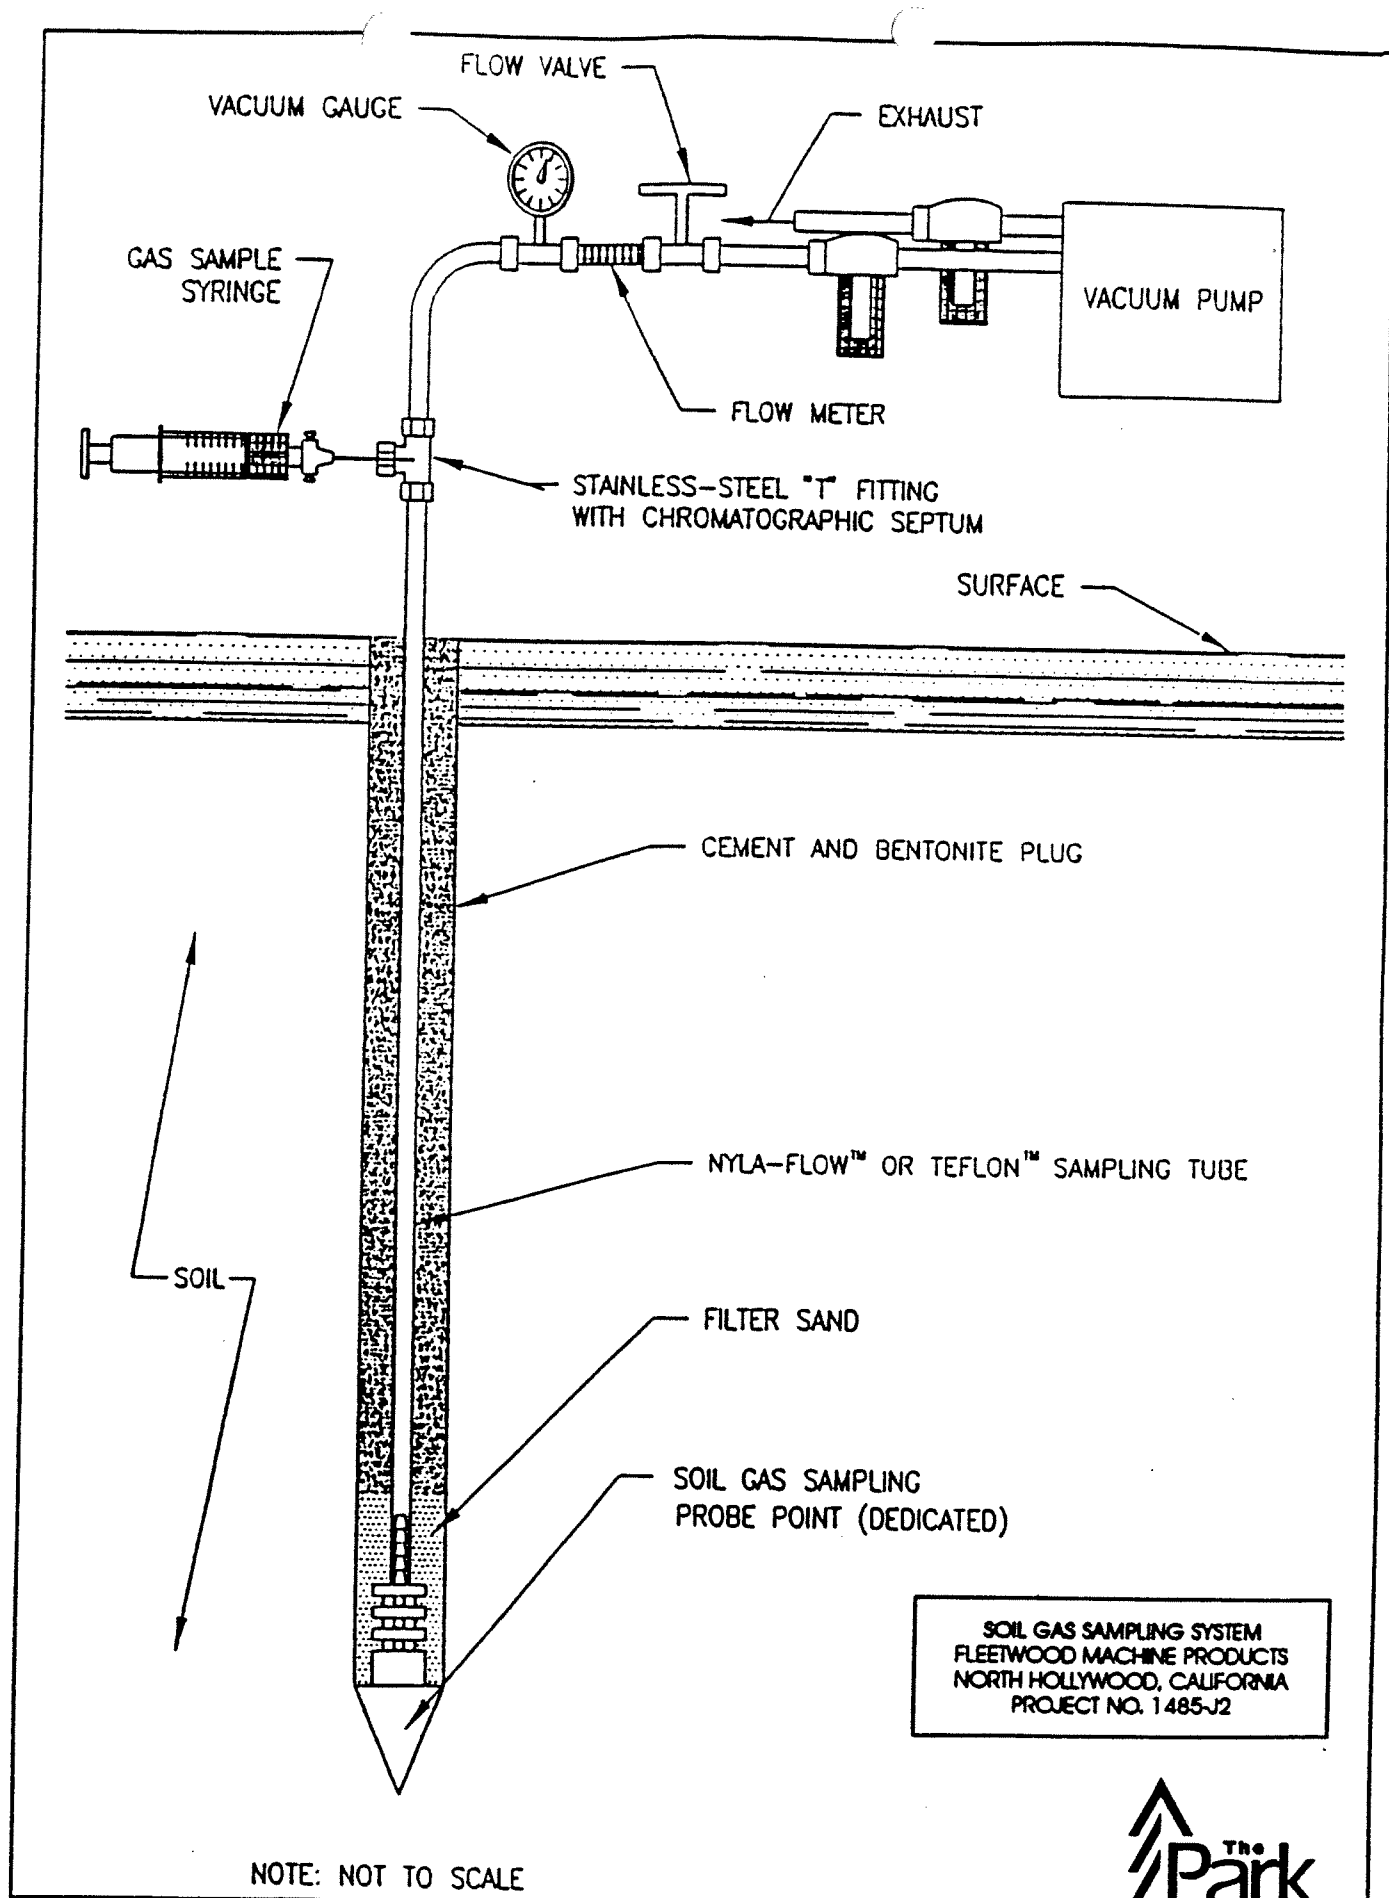 FLOW VALVE
VACUUM GAUGE
EXHAUST
GAS SAMPLE
SYRINGE
VACUUM PUMP
FLOW METER
STAINLESS-STEEL "T" FITTING
WITH CHROMATOGRAPHIC SEPTUM
SURFACE
CEMENT AND BENTONITE PLUG
NYLA-FLOW™ OR TEFLON™ SAMPLING TUBE
SOIL
FILTER SAND
SOIL GAS SAMPLING
PROBE POINT (DEDICATED)
SOIL GAS SAMPLING SYSTEM
FLEETWOOD MACHINE PRODUCTS
NORTH HOLLYWOOD, CALIFORNIA
PROJECT NO. 1485-J2
The
Park
NOTE: NOT TO SCALE